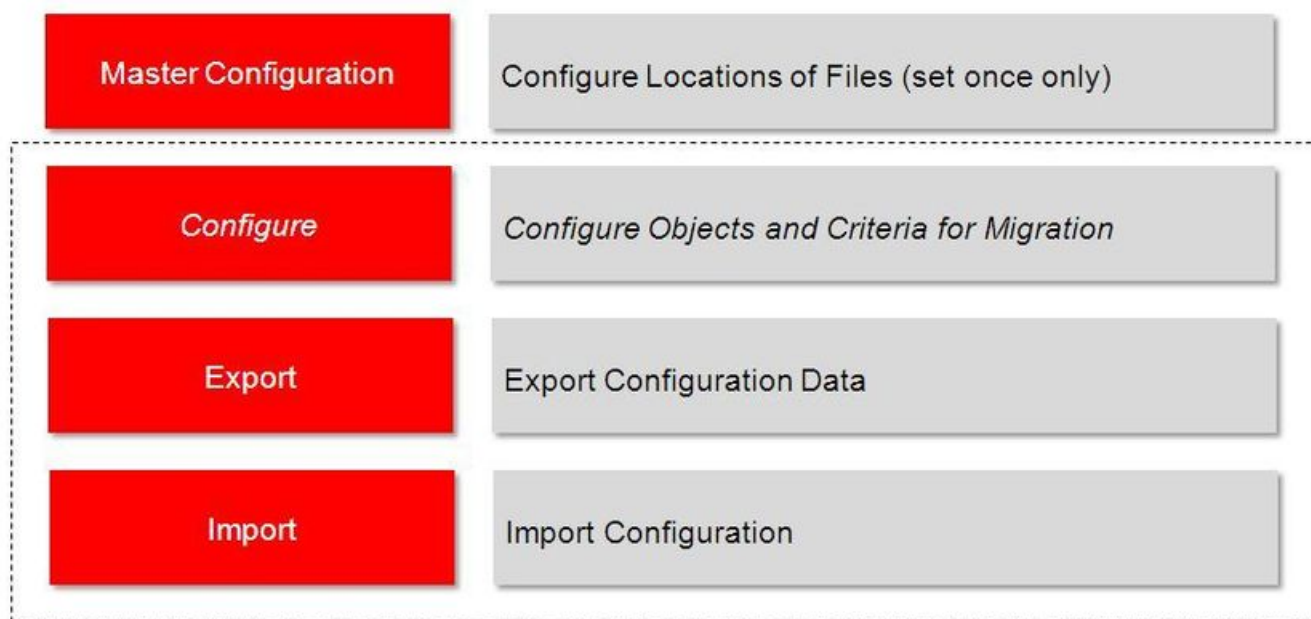 Master Configuration
Configure Locations of Files (set once only)
Configure
Configure Objects and Criteria for Migration
Export
Export Configuration Data
Import
Import Configuration